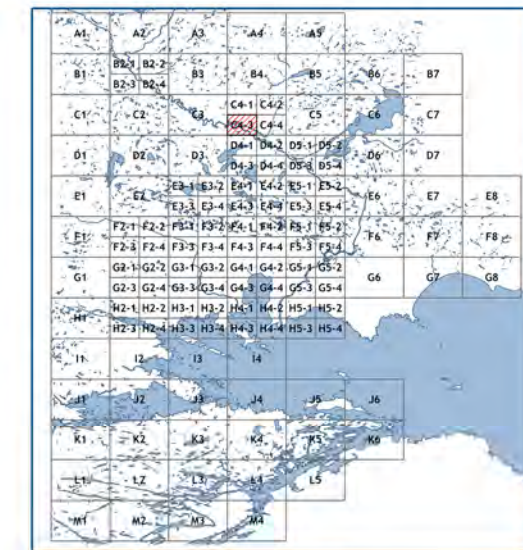 A1 A2 A3 A4 A5
B2-1 B2-2
B1 B3 B4 B5 B6 B7
B2-3 B2-4
C4-1 C4-2
C1 C2 C3 C5 C6 C7
C4-3 C4-4
D4-1 D4-2 D5-1 D5-2
D1 D2 D3 D6 D7
D4-3 D4-4 D5-3 D5-4
E3-1 E3-2 E4-1 E4-2 E5-1 E5-2
E1 E2 E6 E7 E8
E3-3 E3-4 E4-3 E4-4 E5-3 E5-4
F2-1 F2-2 F3-1 F3-2 F4-1 F4-2 F5-1 F5-2
F1 F6 F7 F8
F2-3 F2-4 F3-3 F3-4 F4-3 F4-4 F5-3 F5-4
G2-1 G2-2 G3-1 G3-2 G4-1 G4-2 G5-1 G5-2
G1 G6 G7 G8
G2-3 G2-4 G3-3 G3-4 G4-3 G4-4 G5-3 G5-4
H2-1 H2-2 H3-1 H3-2 H4-1 H4-2 H5-1 H5-2
H1
H2-3 H2-4 H3-3 H3-4 H4-3 H4-4 H5-3 H5-4
I1 I2 I3 I4
J1 J2 J3 J4 J5 J6
K1 K2 K3 K4 K5 K6
L1 L2 L3 L4 L5
M1 M2 M3 M4